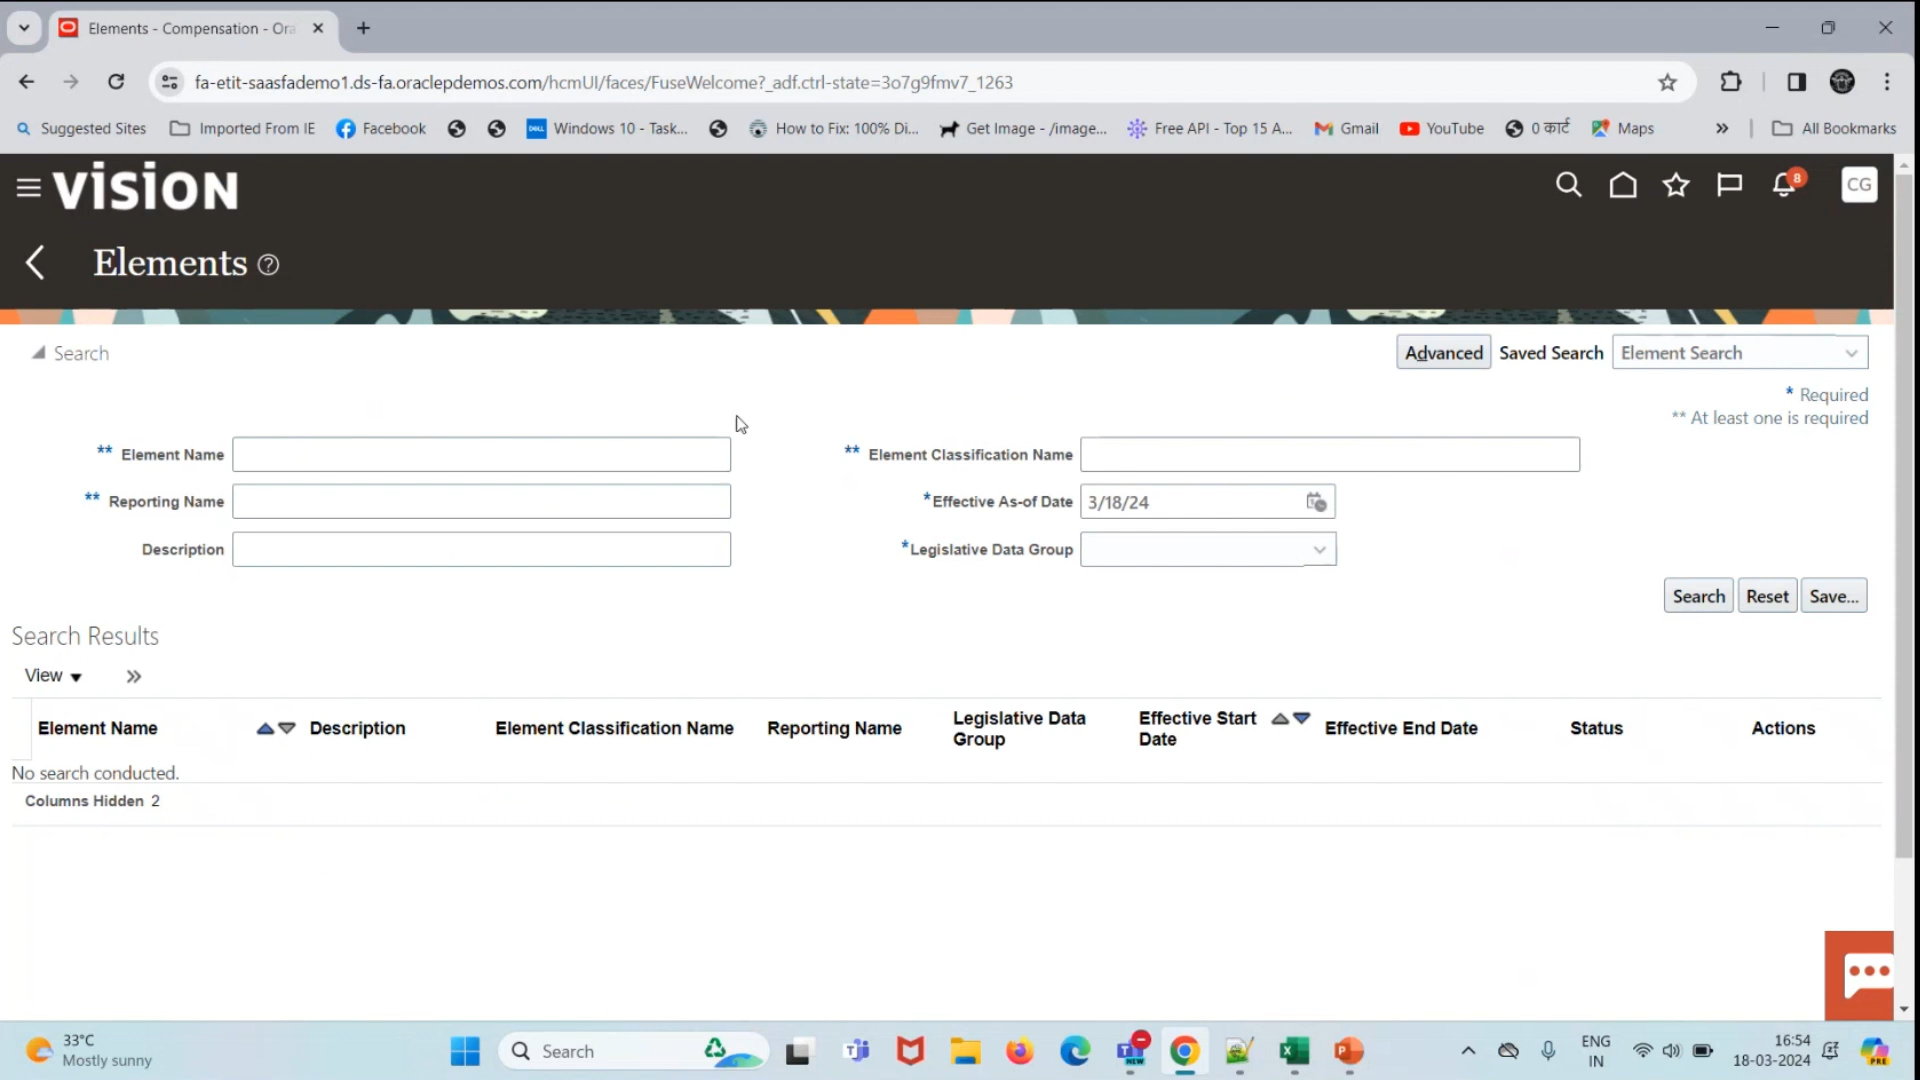 Elements - Compensation - Ora
fa-etit-saasfademo1.ds-fa.oraclepdemos.com/hcmUI/faces/FuseWelcome?_adf.ctrl-state=3o7g9fmv7_1263
Suggested Sites Imported From IE Facebook DELL Windows 10 - Task... How to Fix: 100% Di... Get Image - /image... Free API - Top 15 A... Gmail YouTube 0 कार्ट Maps » All Bookmarks
VISION 8 CG
Elements ?
Search Advanced Saved Search Element Search
* Required
** At least one is required
** Element Name ** Element Classification Name
** Reporting Name *Effective As-of Date 3/18/24
Description *Legislative Data Group
Search Reset Save...
Search Results
View »
Element Name Description Element Classification Name Reporting Name Legislative Data Group Effective Start Date Effective End Date Status Actions
No search conducted.
Columns Hidden 2
33°C
Mostly sunny
Search
NEW
ENG
IN
16:54
18-03-2024
PRE